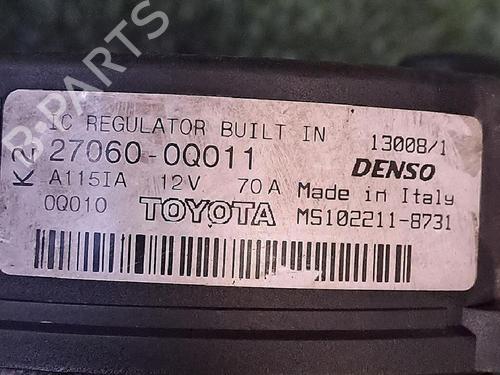 B-PARTS
IC REGULATOR BUILT IN
13008/1
K2
27060-0Q011
DENSO
A115IA 12V 70A
Made in Italy
0Q010 TOYOTA MS102211-8731